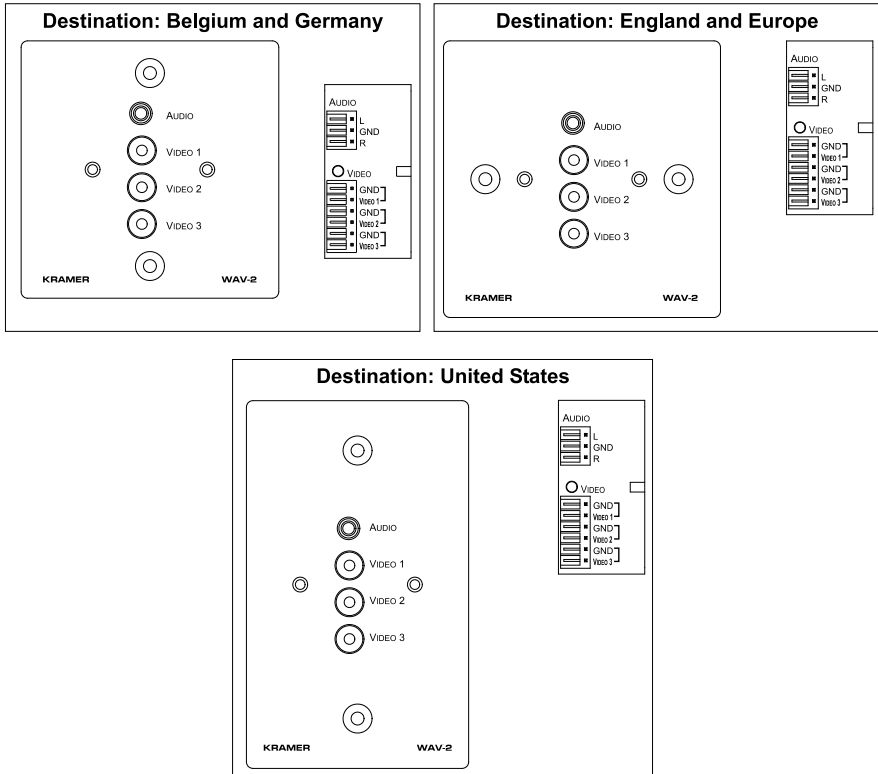 Destination: Belgium and Germany
AUDIO
VIDEO 1
VIDEO 2
VIDEO 3
KRAMER WAV-2
AUDIO
L
GND
R
VIDEO
GND
VIDEO 1
GND
VIDEO 2
GND
VIDEO 3
Destination: England and Europe
AUDIO
VIDEO 1
VIDEO 2
VIDEO 3
KRAMER WAV-2
AUDIO
L
GND
R
VIDEO
GND
VIDEO 1
GND
VIDEO 2
GND
VIDEO 3
Destination: United States
AUDIO
VIDEO 1
VIDEO 2
VIDEO 3
KRAMER WAV-2
AUDIO
L
GND
R
VIDEO
GND
VIDEO 1
GND
VIDEO 2
GND
VIDEO 3